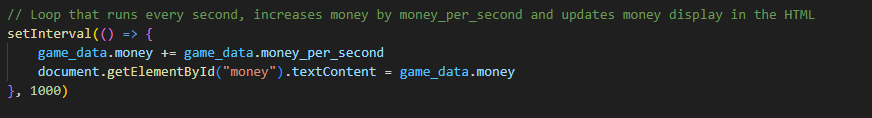 // Loop that runs every second, increases money by money_per_second and updates money display in the HTML
setInterval(() => {
    game_data.money += game_data.money_per_second
    document.getElementById("money").textContent = game_data.money
}, 1000)